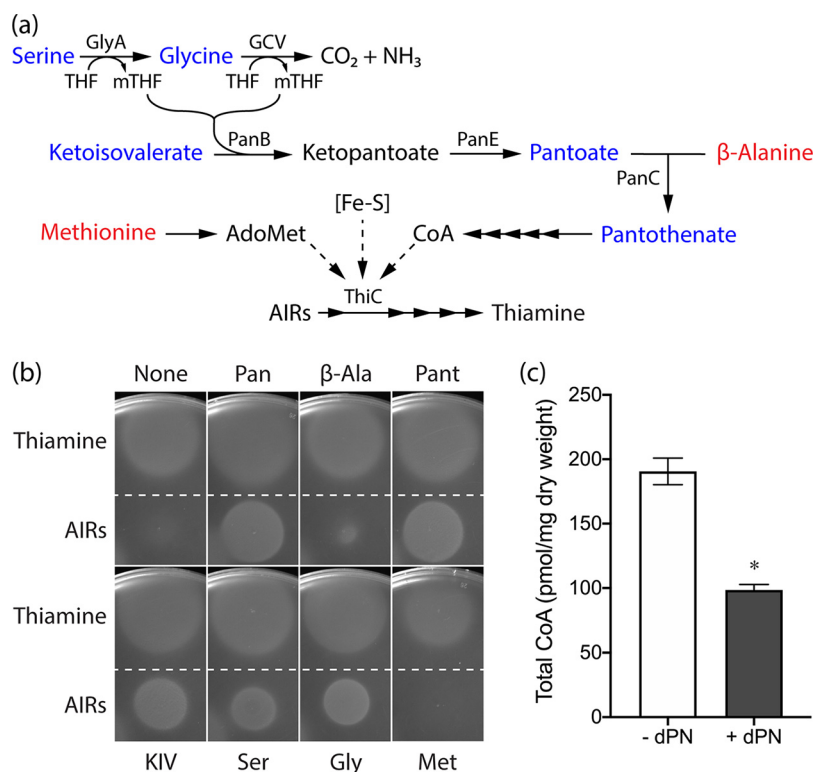 (a)
GlyA GCV
Serine Glycine CO₂ + NH₃
THF mTHF THF mTHF
PanB PanE
Ketoisovalerate Ketopantoate Pantoate β-Alanine
PanC
[Fe-S]
Methionine AdoMet CoA Pantothenate
ThiC
AIRs Thiamine
(b)
None Pan β-Ala Pant
Thiamine
AIRs
Thiamine
AIRs
KIV Ser Gly Met
(c)
Total CoA (pmol/mg dry weight)
250
200
150
100
50
0
*
- dPN + dPN